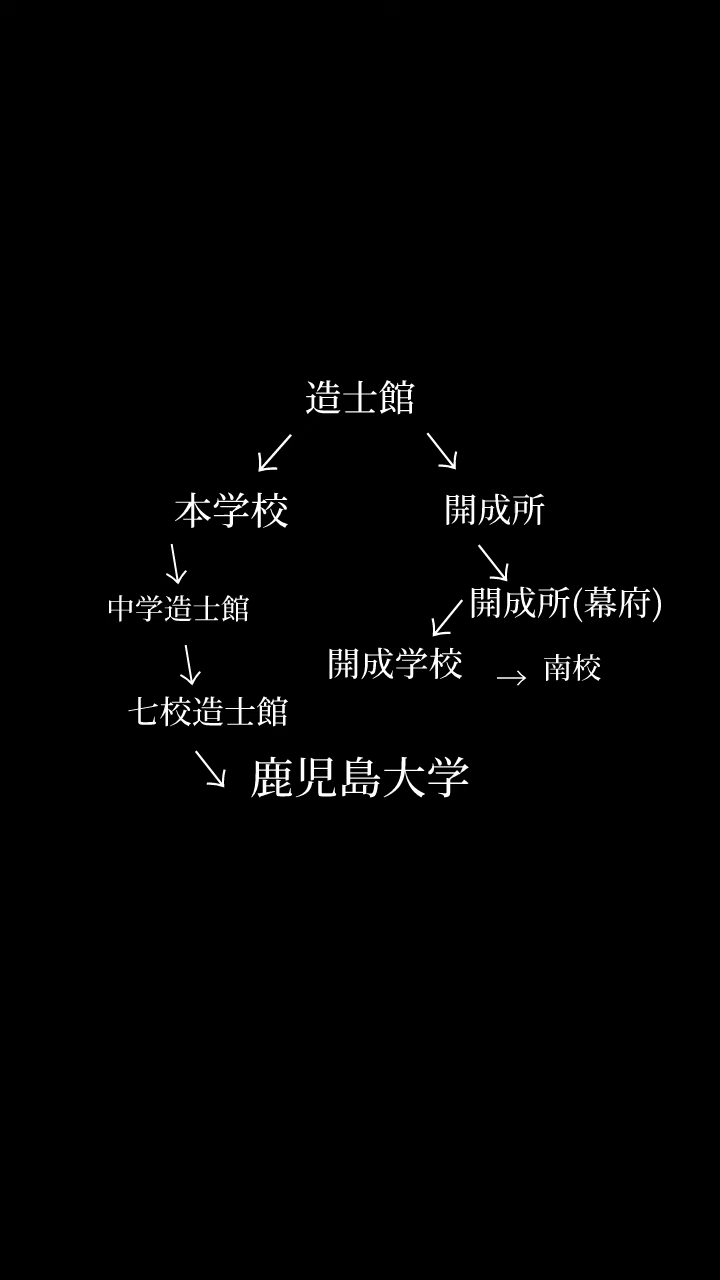 造士館
本学校
開成所
中学造士館
開成所(幕府)
開成学校
→ 南校
七校造士館
鹿児島大学